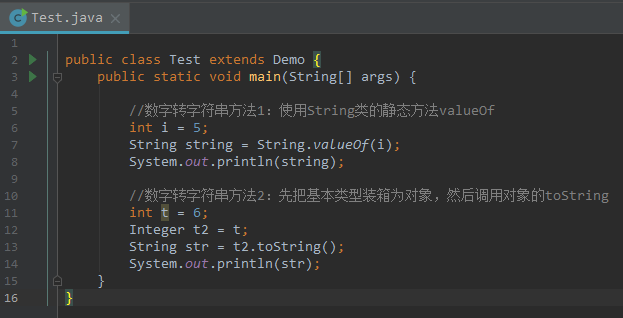 Test.java
1
2 public class Test extends Demo {
3 public static void main(String[] args) {
4
5 //数字转字符串方法1：使用String类的静态方法valueOf
6 int i = 5;
7 String string = String.valueOf(i);
8 System.out.println(string);
9
10 //数字转字符串方法2：先把基本类型装箱为对象，然后调用对象的toString
11 int t = 6;
12 Integer t2 = t;
13 String str = t2.toString();
14 System.out.println(str);
15 }
16 }